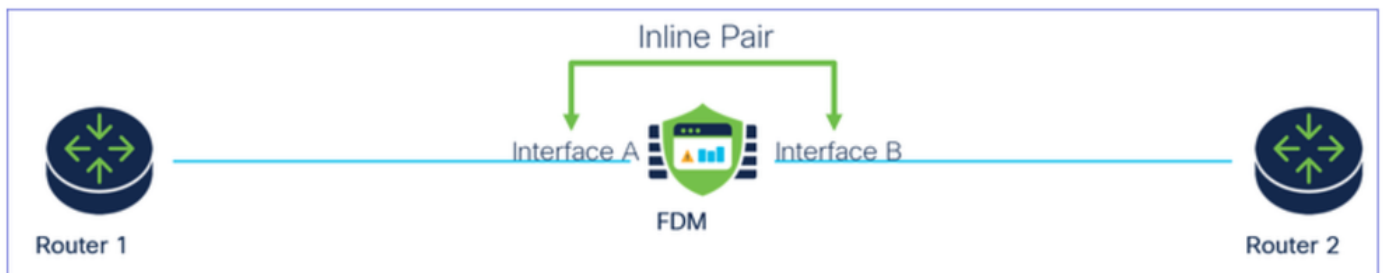 Inline Pair
Interface A
Interface B
FDM
Router 1
Router 2